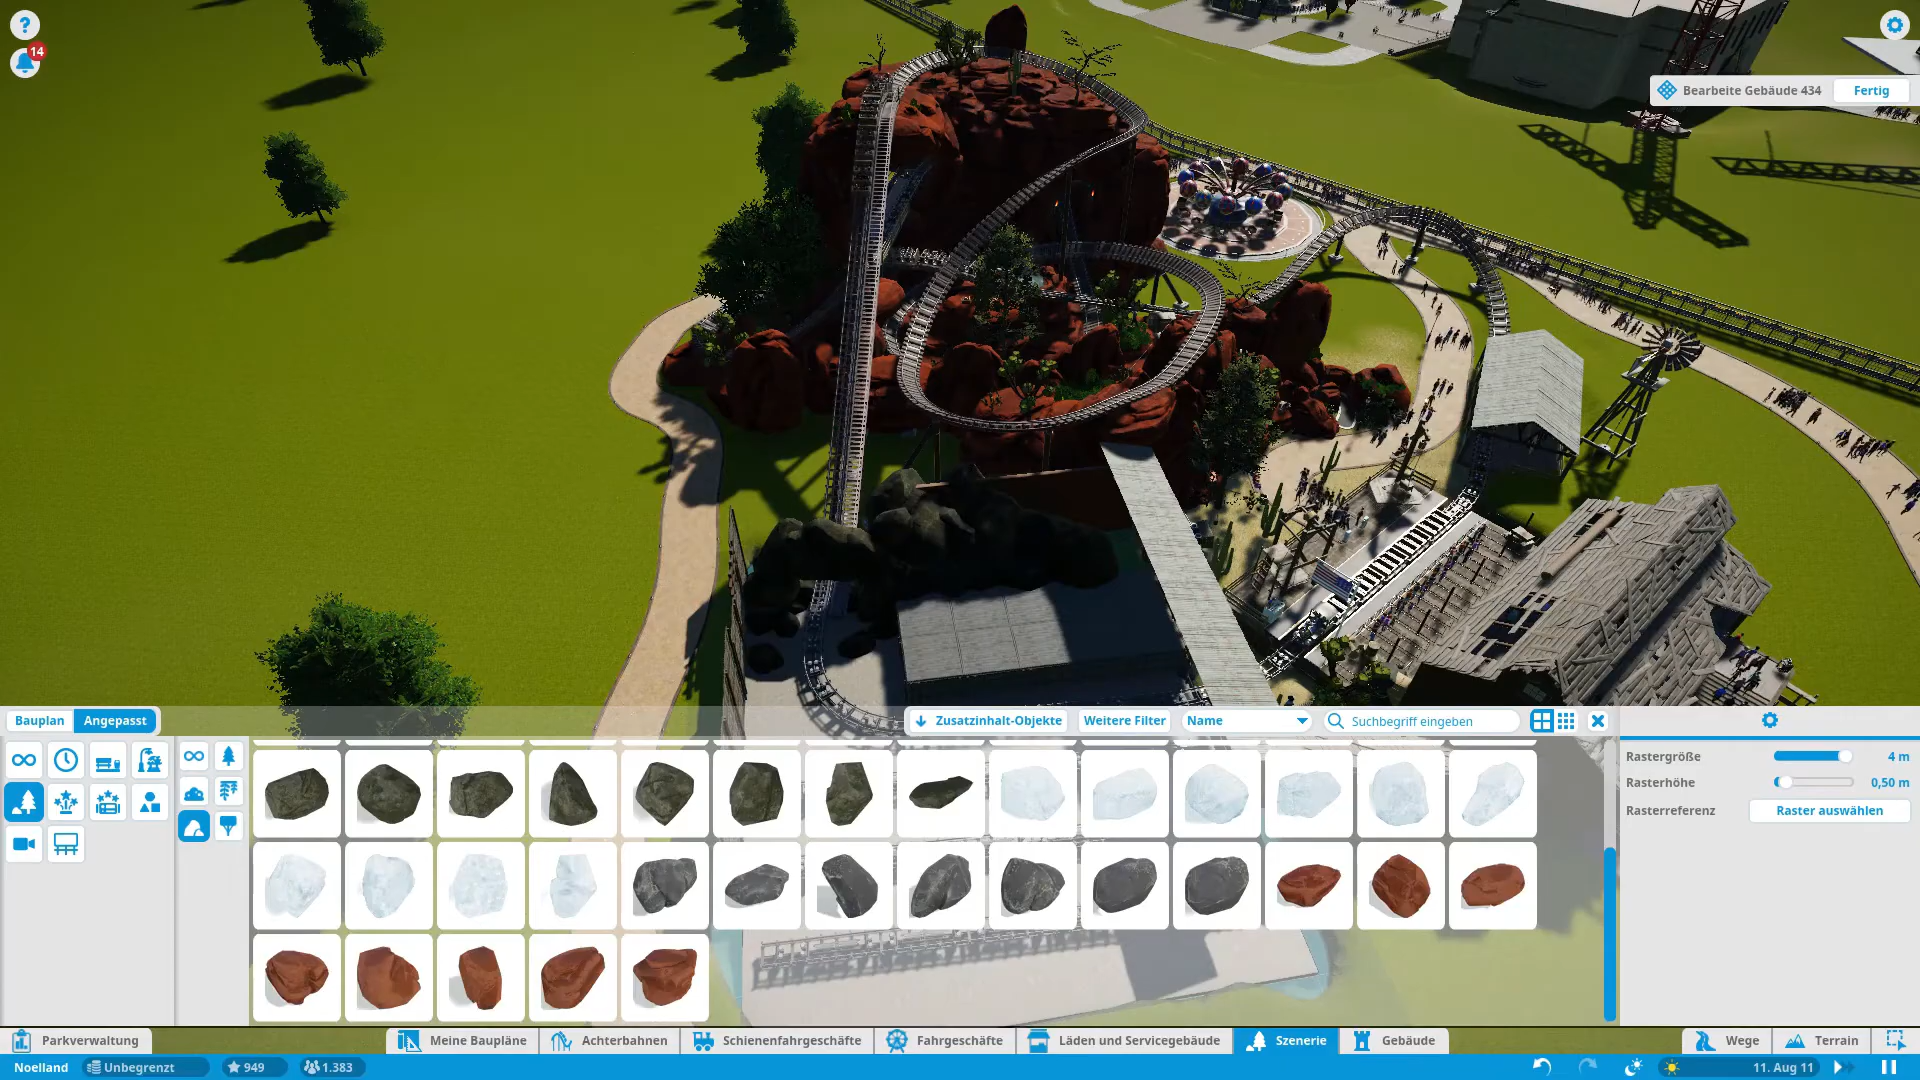 ?
14
Bearbeite Gebäude 434
Fertig
Bauplan
Angepasst
Zusatzinhalt-Objekte
Weitere Filter
Name
Suchbegriff eingeben
Rastergröße
4 m
Rasterhöhe
0,50 m
Rasterreferenz
Raster auswählen
Parkverwaltung
Meine Baupläne
Achterbahnen
Schienenfahrgeschäfte
Fahrgeschäfte
Läden und Servicegebäude
Szenerie
Gebäude
Wege
Terrain
Noelland
Unbegrenzt
949
1.383
11. Aug 11